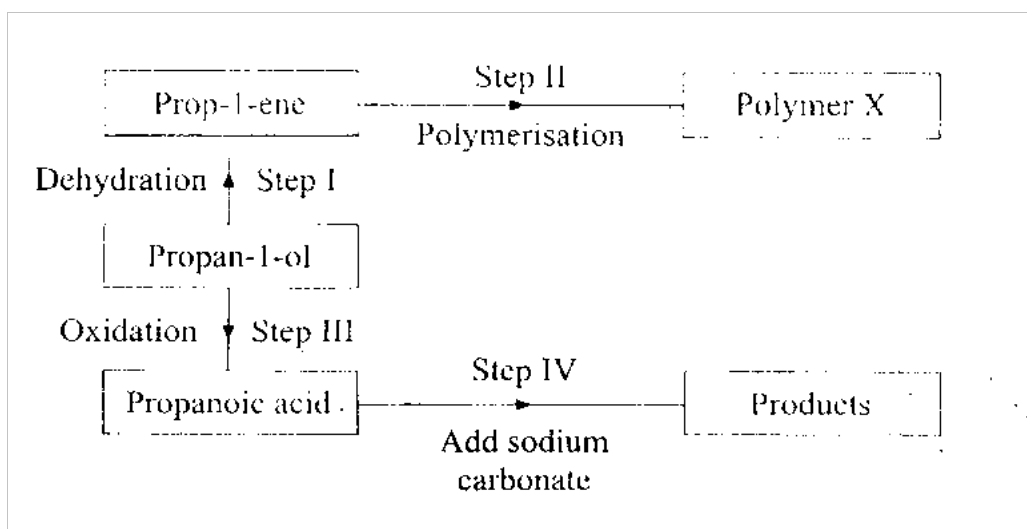 Step II
Prop-1-ene
Polymer X
Polymerisation
Dehydration
Step I
Propan-1-ol
Oxidation
Step III
Step IV
Propanoic acid
Products
Add sodium
carbonate